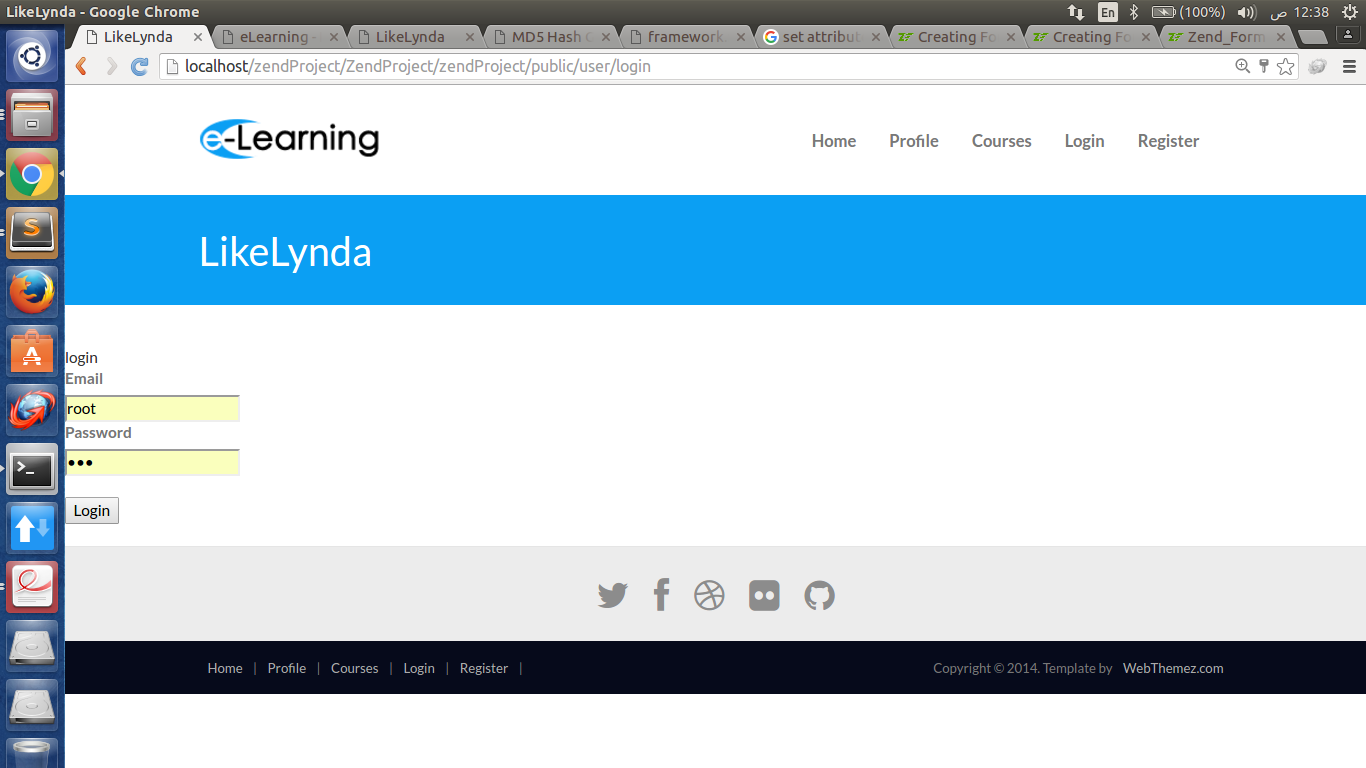 LikeLynda - Google Chrome
En (100%) 12:38 ص
LikeLynda eLearning - LikeLynda MD5 Hash framework. set attribut Creating Fo Creating Fo Zend_Form
localhost/zendProject/ZendProject/zendProject/public/user/login
e-Learning
Home Profile Courses Login Register
LikeLynda
login
Email
root
Password
•••
Login
Home | Profile | Courses | Login | Register |
Copyright © 2014. Template by WebThemez.com